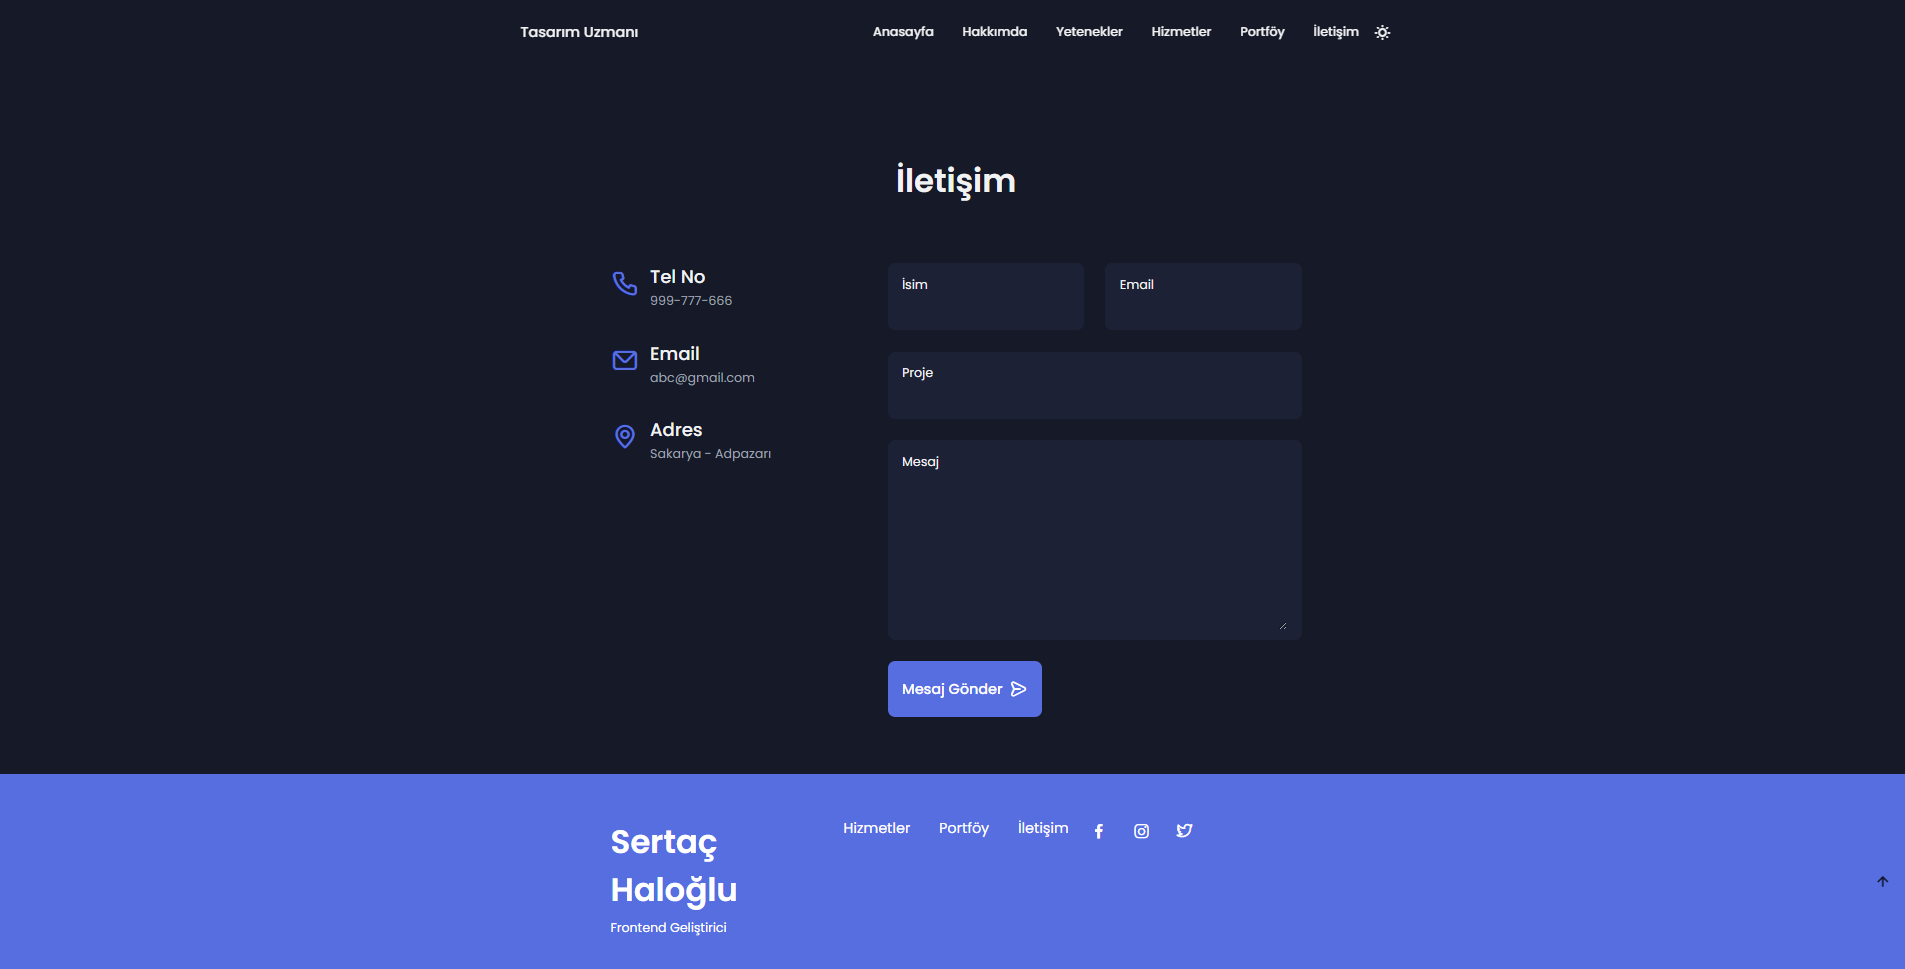 Tasarım Uzmanı
Anasayfa Hakkımda Yetenekler Hizmetler Portföy İletişim
İletişim
Tel No
999-777-666
Email
abc@gmail.com
Adres
Sakarya - Adpazarı
İsim
Email
Proje
Mesaj
Mesaj Gönder
Sertaç
Haloğlu
Frontend Geliştirici
Hizmetler Portföy İletişim